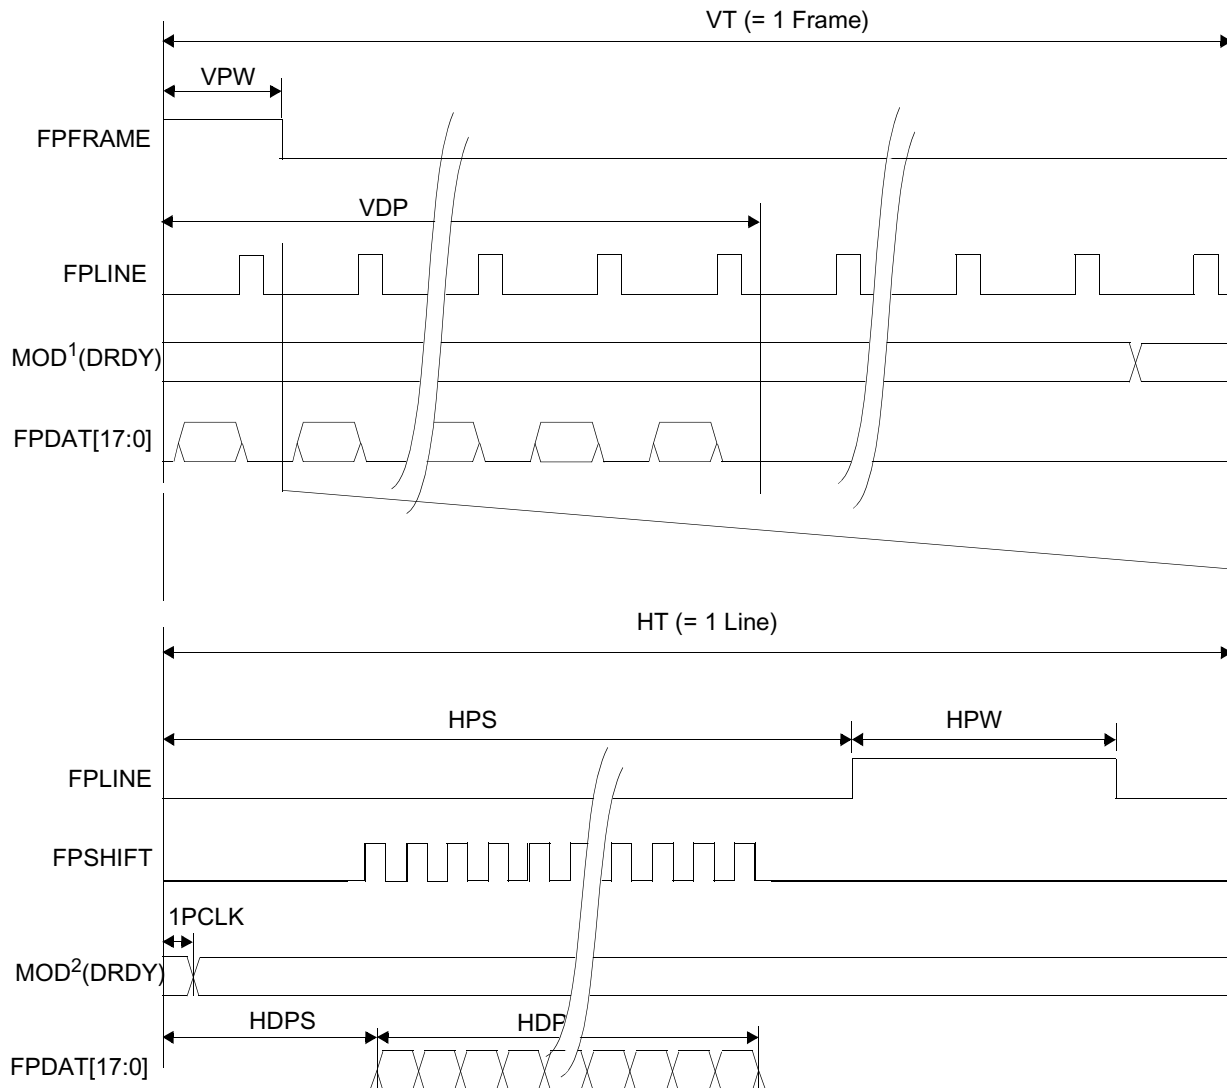 VT (= 1 Frame)
VPW
FPFRAME
VDP
FPLINE
MOD1(DRDY)
FPDAT[17:0]
HT (= 1 Line)
HPS
HPW
FPLINE
FPSHIFT
1PCLK
MOD2(DRDY)
HDPS
HDP
FPDAT[17:0]